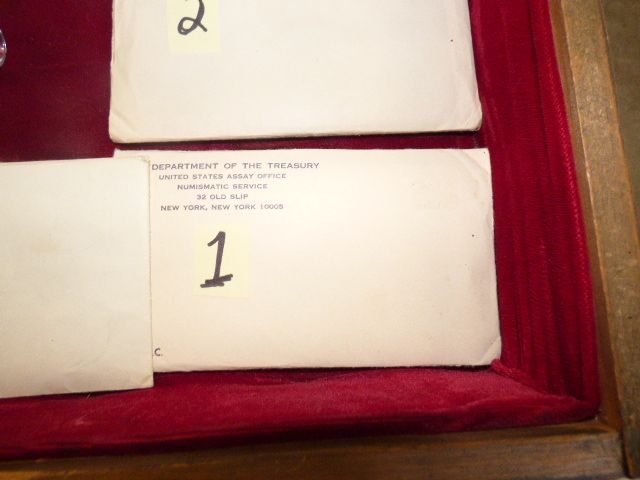 2
DEPARTMENT OF THE TREASURY
UNITED STATES ASSAY OFFICE
NUMISMATIC SERVICE
32 OLD SLIP
NEW YORK, NEW YORK 10005
1
C.